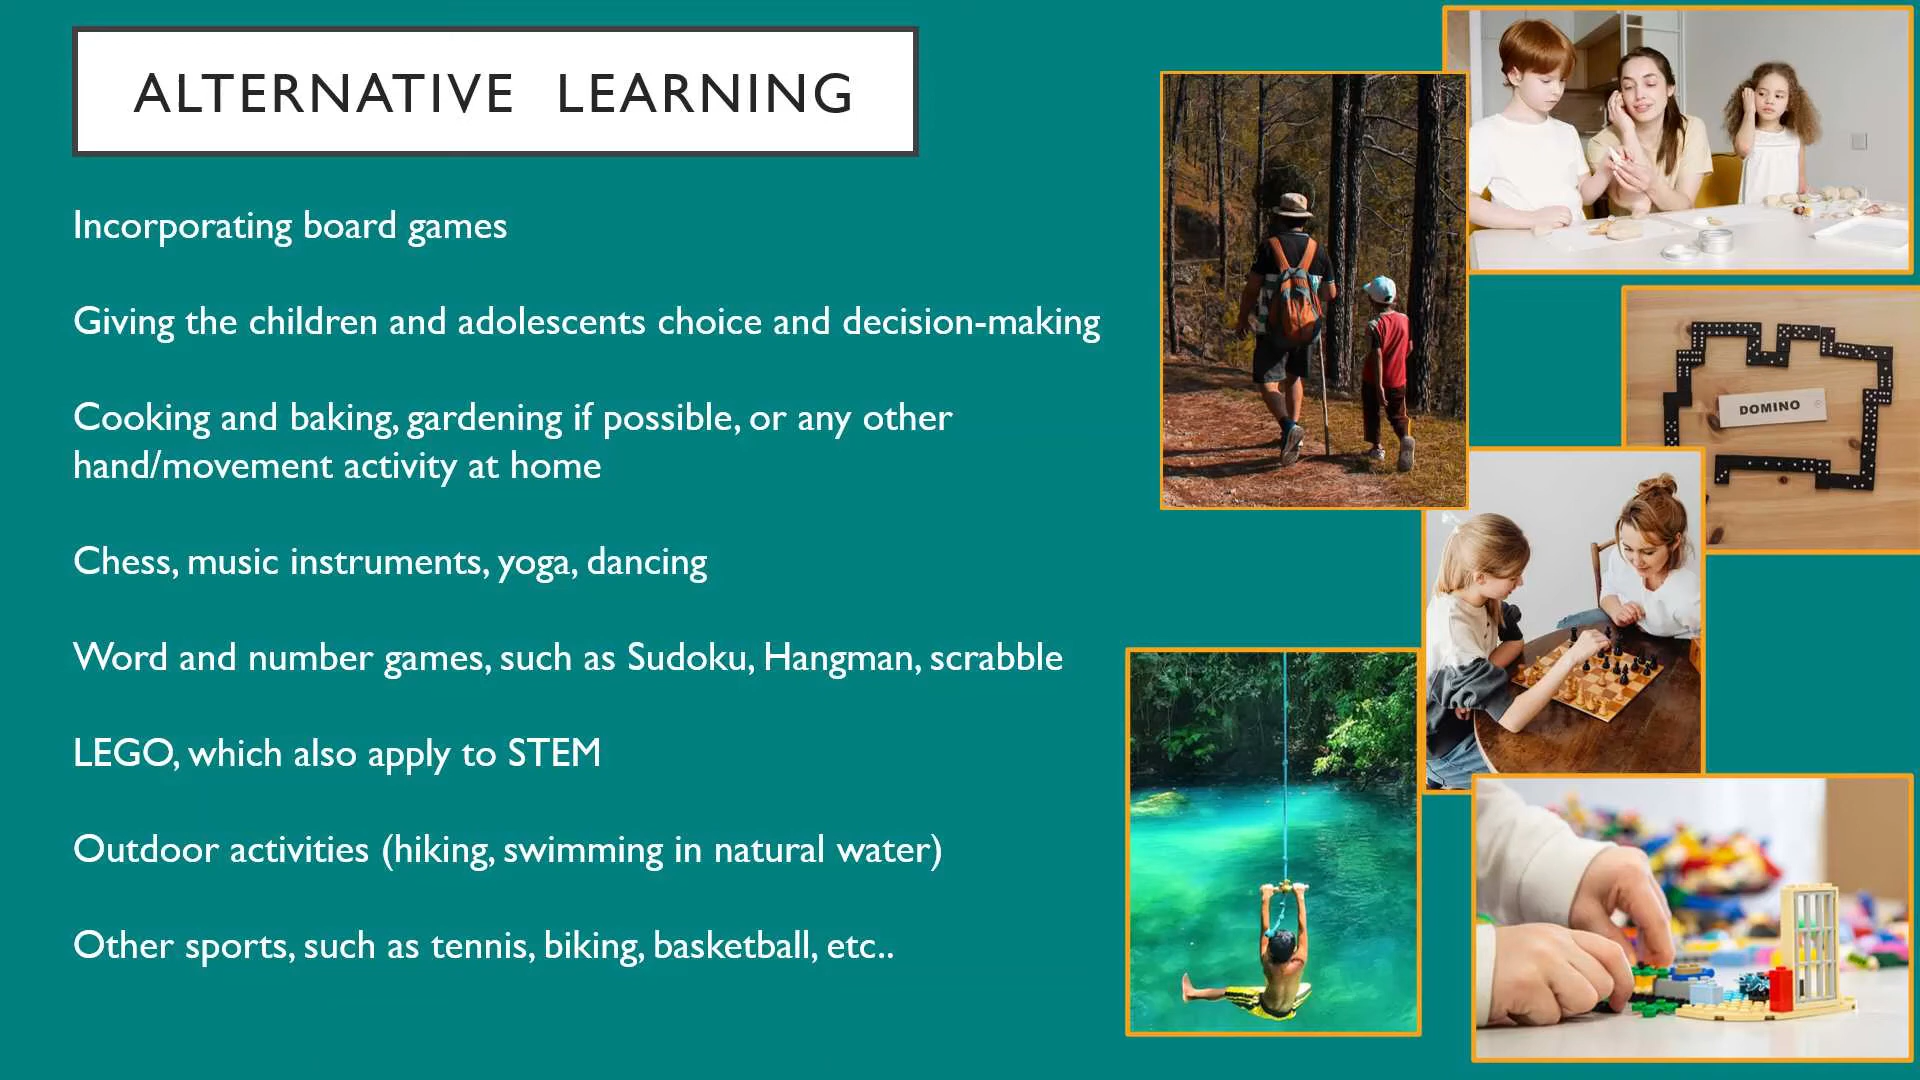 ALTERNATIVE LEARNING
Incorporating board games
Giving the children and adolescents choice and decision-making
Cooking and baking, gardening if possible, or any other
hand/movement activity at home
Chess, music instruments, yoga, dancing
Word and number games, such as Sudoku, Hangman, scrabble
LEGO, which also apply to STEM
Outdoor activities (hiking, swimming in natural water)
Other sports, such as tennis, biking, basketball, etc..
DOMINO